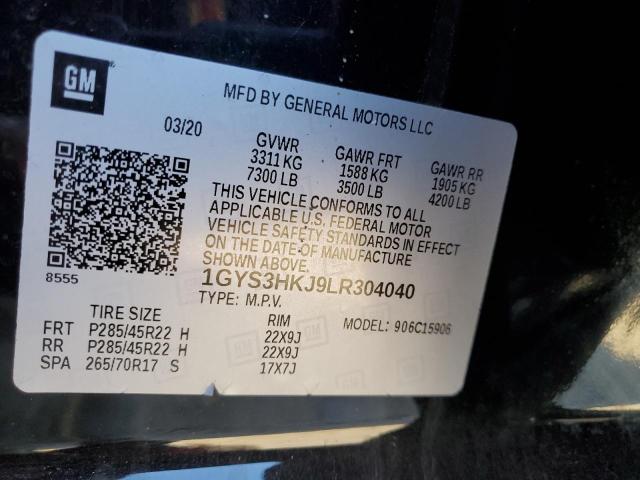 GM
MFD BY GENERAL MOTORS LLC
03/20
GVWR GAWR FRT GAWR RR
3311 KG 1588 KG 1905 KG
7300 LB 3500 LB 4200 LB
THIS VEHICLE CONFORMS TO ALL
APPLICABLE U.S. FEDERAL MOTOR
VEHICLE SAFETY STANDARDS IN EFFECT
ON THE DATE OF MANUFACTURE
SHOWN ABOVE.
8555
1GYS3HKJ9LR304040
TYPE: M.P.V.
TIRE SIZE RIM MODEL: 906C15906
FRT P285/45R22 H 22X9J
RR P285/45R22 H 22X9J
SPA 265/70R17 S 17X7J